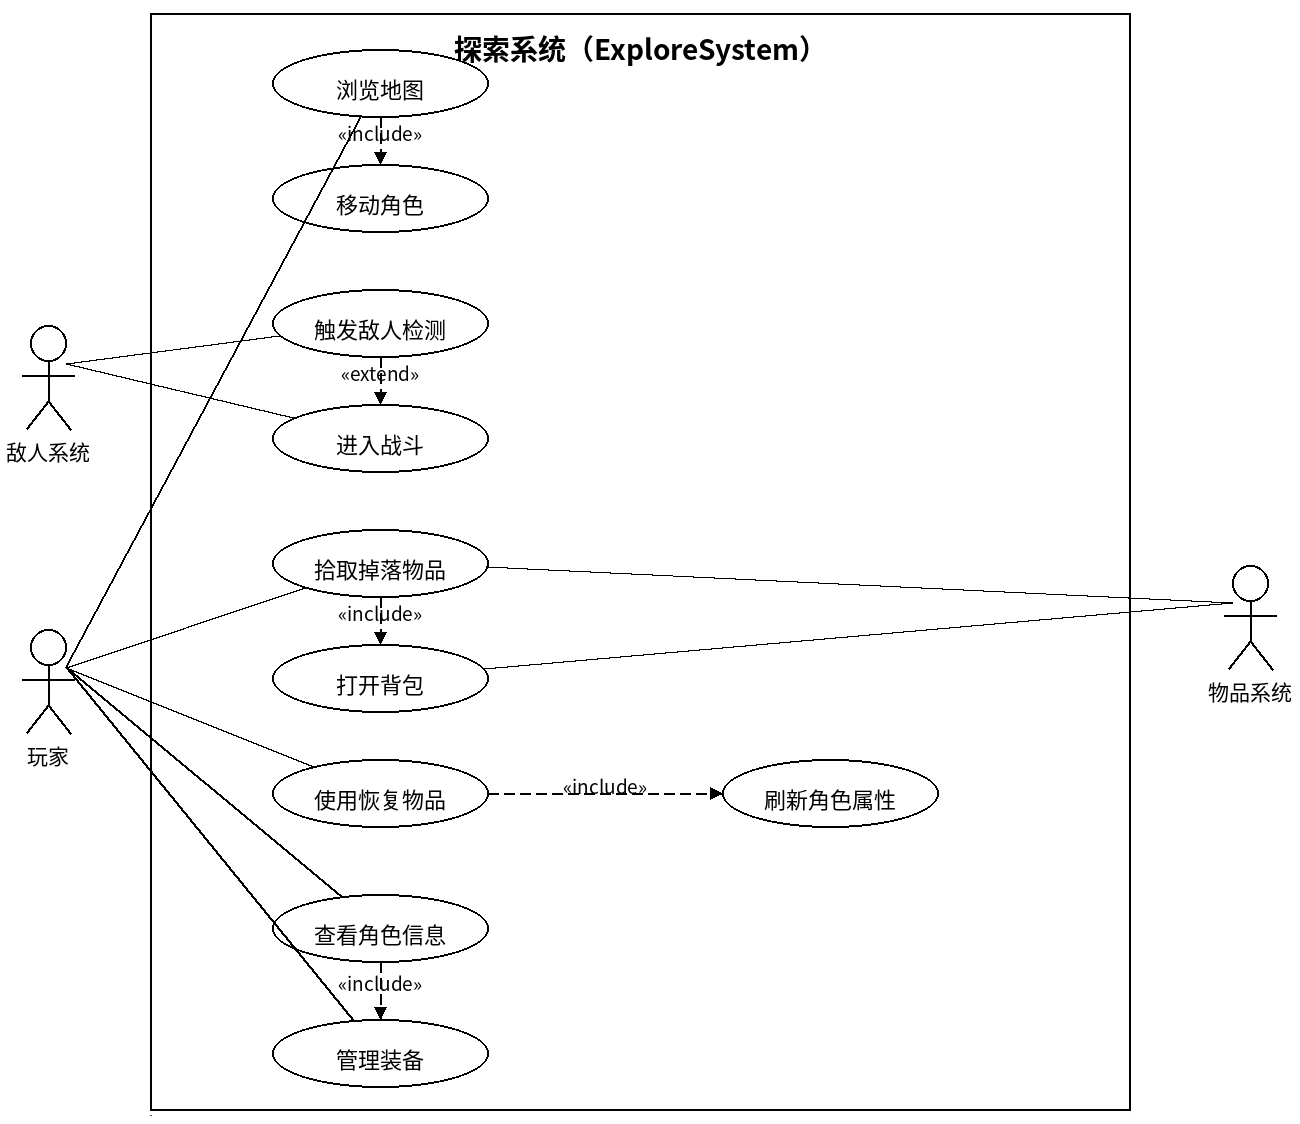 探索系统（ExploreSystem）
浏览地图
«include»
移动角色
触发敌人检测
«extend»
进入战斗
敌人系统
拾取掉落物品
«include»
打开背包
物品系统
玩家
使用恢复物品
«include»
刷新角色属性
查看角色信息
«include»
管理装备